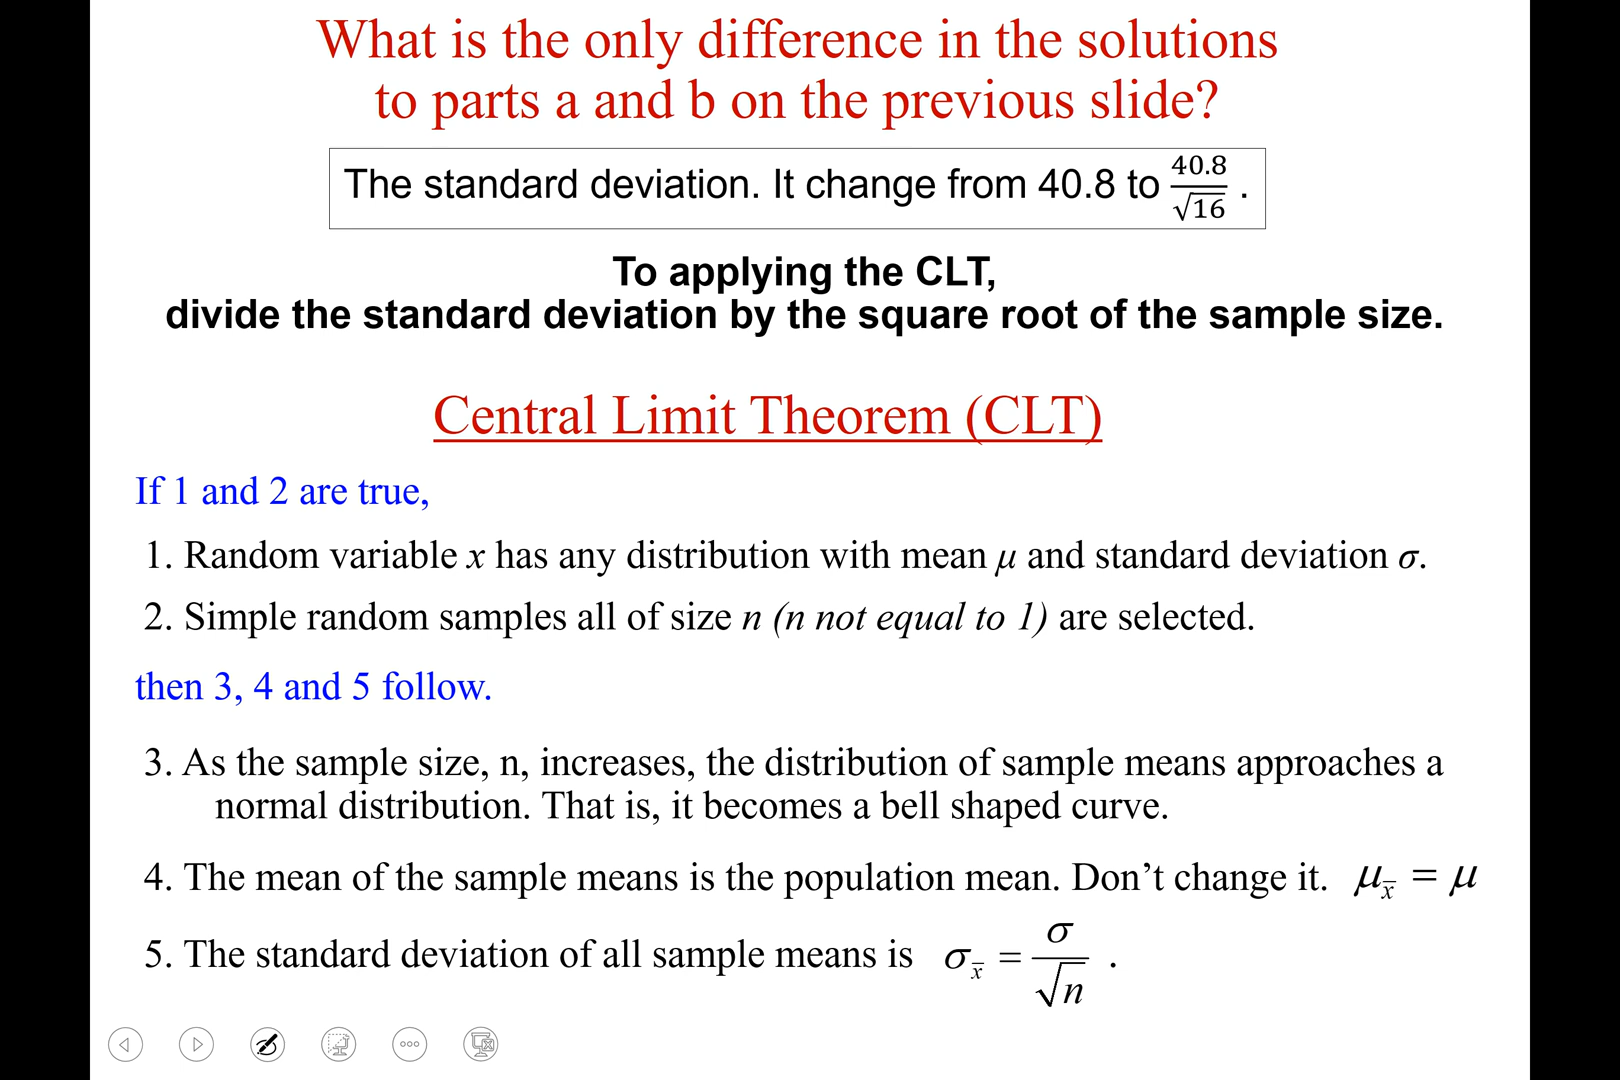 What is the only difference in the solutions
to parts a and b on the previous slide?
The standard deviation. It change from 40.8 to 40.8/√16 .
To applying the CLT,
divide the standard deviation by the square root of the sample size.
Central Limit Theorem (CLT)
If 1 and 2 are true,
1. Random variable x has any distribution with mean μ and standard deviation σ.
2. Simple random samples all of size n (n not equal to 1) are selected.
then 3, 4 and 5 follow.
3. As the sample size, n, increases, the distribution of sample means approaches a
normal distribution. That is, it becomes a bell shaped curve.
4. The mean of the sample means is the population mean. Don’t change it. μx̄ = μ
5. The standard deviation of all sample means is σx̄ = σ/√n .